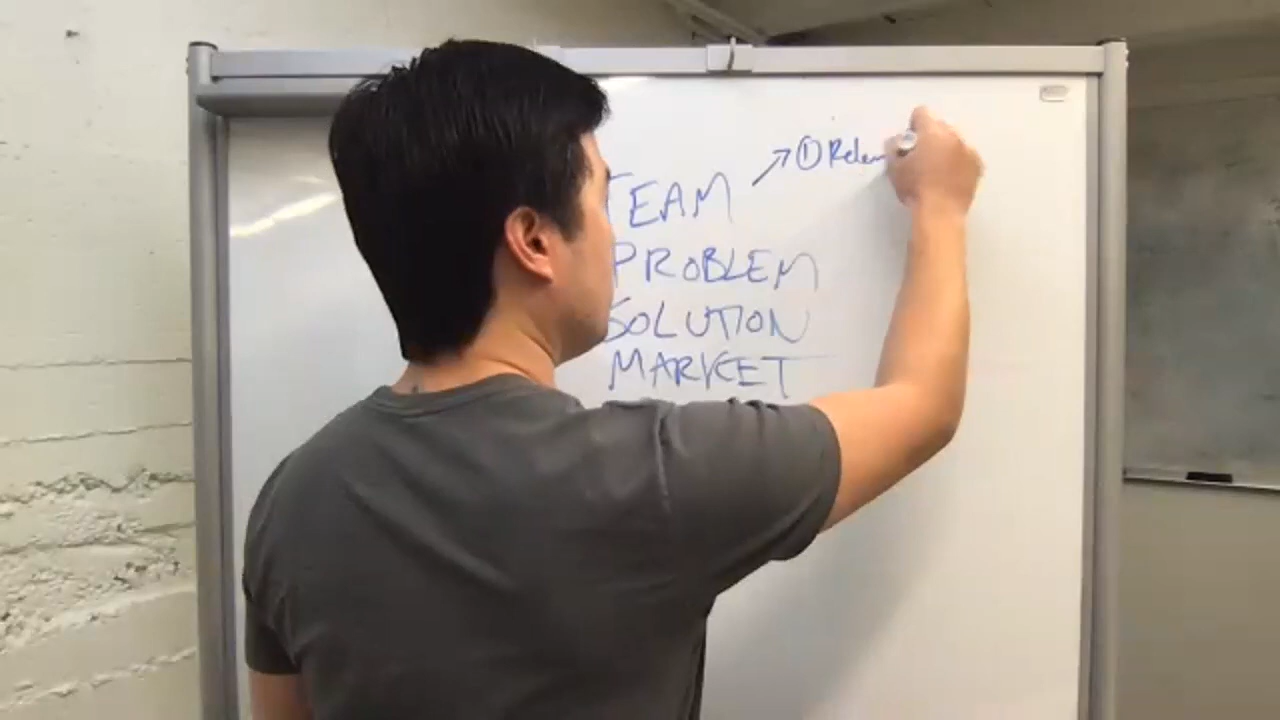 → ① Relev
TEAM
PROBLEM
SOLUTION
MARKET